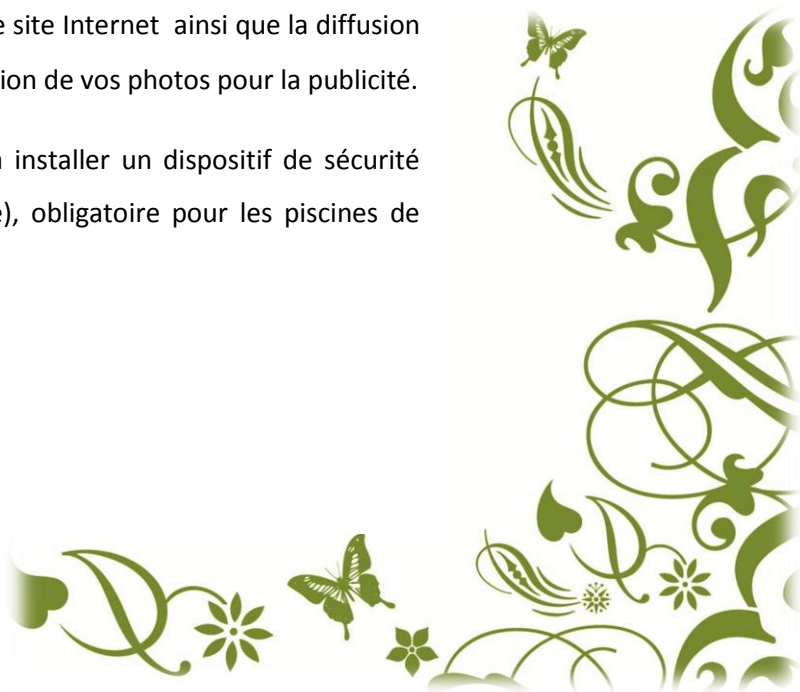 e site Internet ainsi que la diffusion
ion de vos photos pour la publicité.
installer un dispositif de sécurité
), obligatoire pour les piscines de